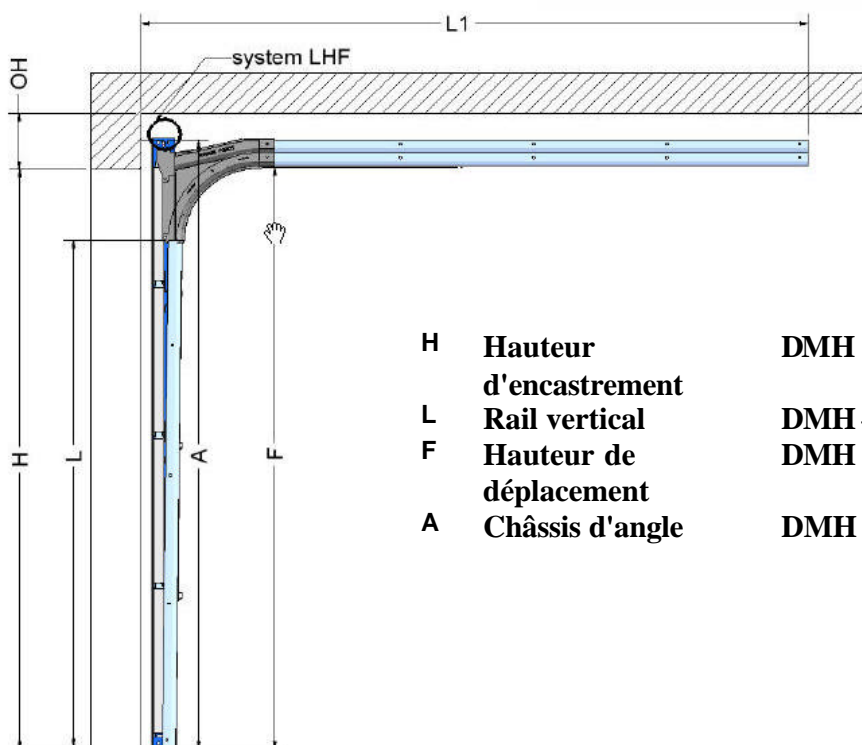 L1
system LHF
OH
H Hauteur DMH
d'encastrement
L Rail vertical DMH
F Hauteur de DMH
déplacement
A Châssis d'angle DMH
H
L
A
F